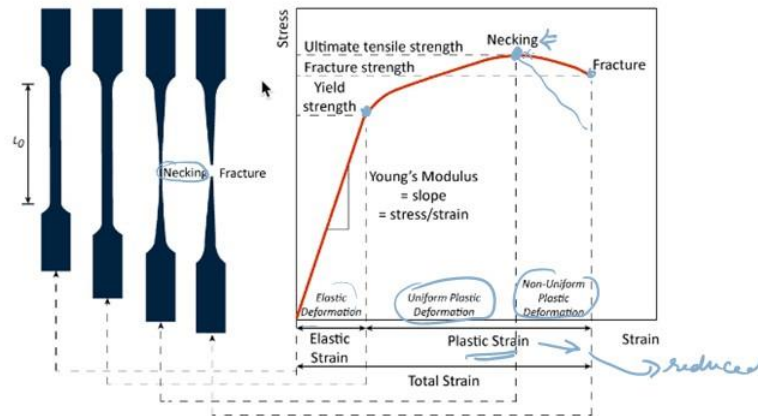 Stress
Ultimate tensile strength
Necking
Fracture strength
Fracture
Yield
strength
L0
Necking
Fracture
Young's Modulus
= slope
= stress/strain
Elastic
Deformation
Uniform Plastic
Deformation
Non-Uniform
Plastic
Deformation
Elastic
Strain
Plastic Strain
Strain
reduced
Total Strain